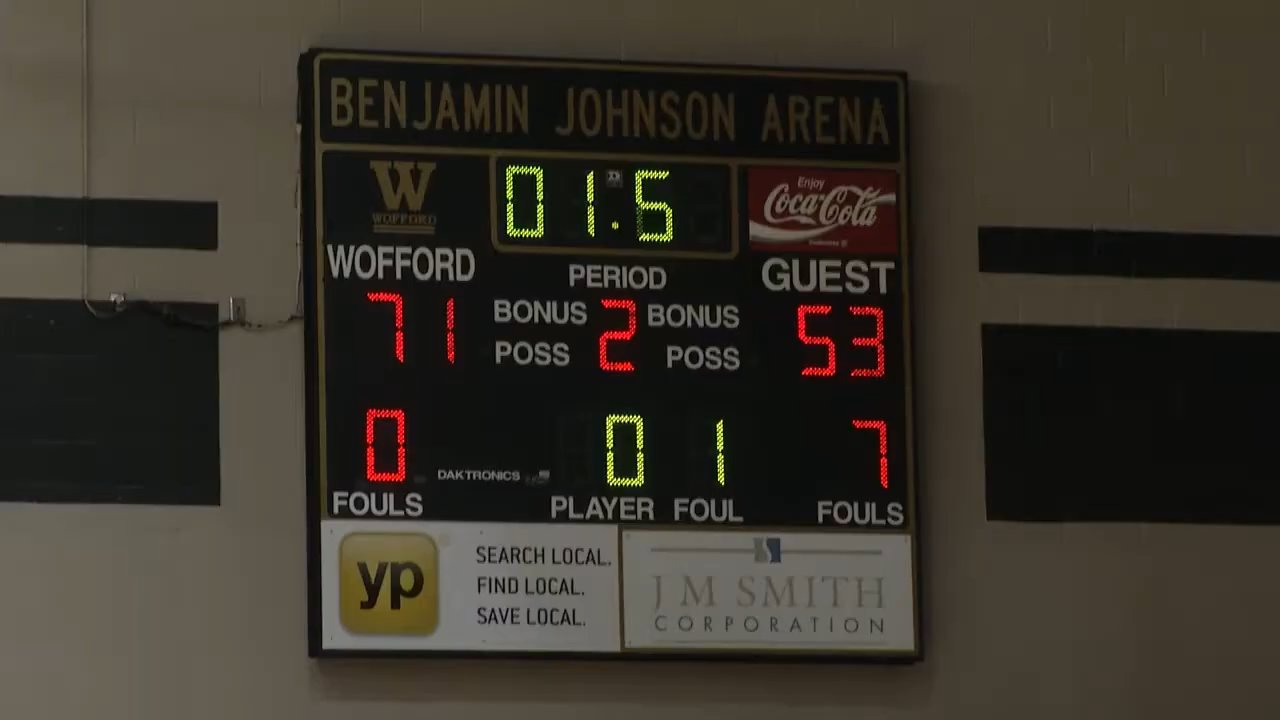 BENJAMIN JOHNSON ARENA
W
WOFFORD
01.5
Enjoy
Coca-Cola
WOFFORD
PERIOD
GUEST
71
BONUS 2 BONUS
POSS POSS
53
0
DAKTRONICS
0 1
7
FOULS
PLAYER FOUL
FOULS
yp
SEARCH LOCAL.
FIND LOCAL.
SAVE LOCAL.
J M SMITH
CORPORATION